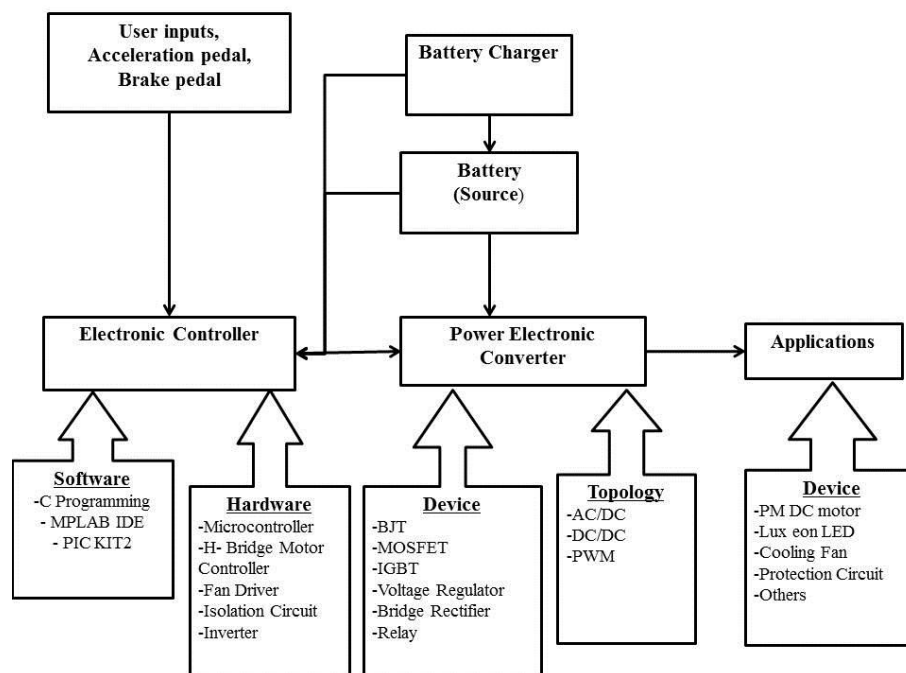 User inputs,
Acceleration pedal,
Brake pedal
Battery Charger
Battery
(Source)
Electronic Controller
Power Electronic
Converter
Applications
Software
-C Programming
- MPLAB IDE
- PIC KIT2
Hardware
-Microcontroller
-H- Bridge Motor
Controller
-Fan Driver
-Isolation Circuit
-Inverter
Device
-BJT
-MOSFET
-IGBT
-Voltage Regulator
-Bridge Rectifier
-Relay
Topology
-AC/DC
-DC/DC
-PWM
Device
-PM DC motor
-Lux eon LED
-Cooling Fan
-Protection Circuit
-Others